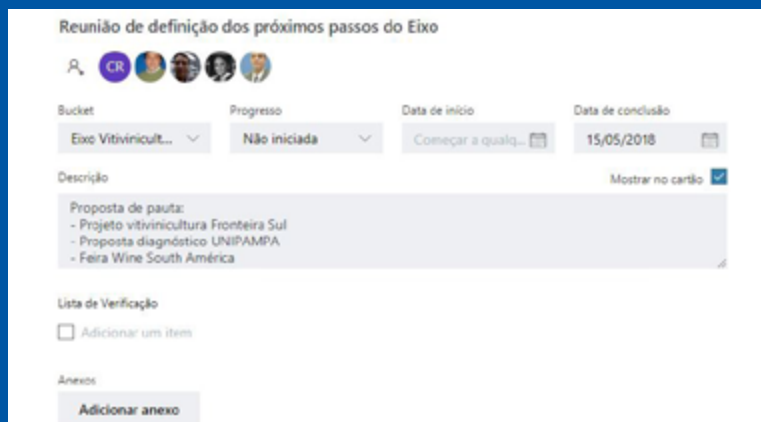 Reunião de definição dos próximos passos do Eixo
CR
Bucket Progresso Data de início Data de conclusão
Eixo Vitivinicult... Não iniciada Começar a qualq... 15/05/2018
Descrição Mostrar no cartão
Proposta de pauta:
- Projeto vitivinicultura Fronteira Sul
- Proposta diagnóstico UNIPAMPA
- Feira Wine South América
Lista de Verificação
Adicionar um item
Anexos
Adicionar anexo